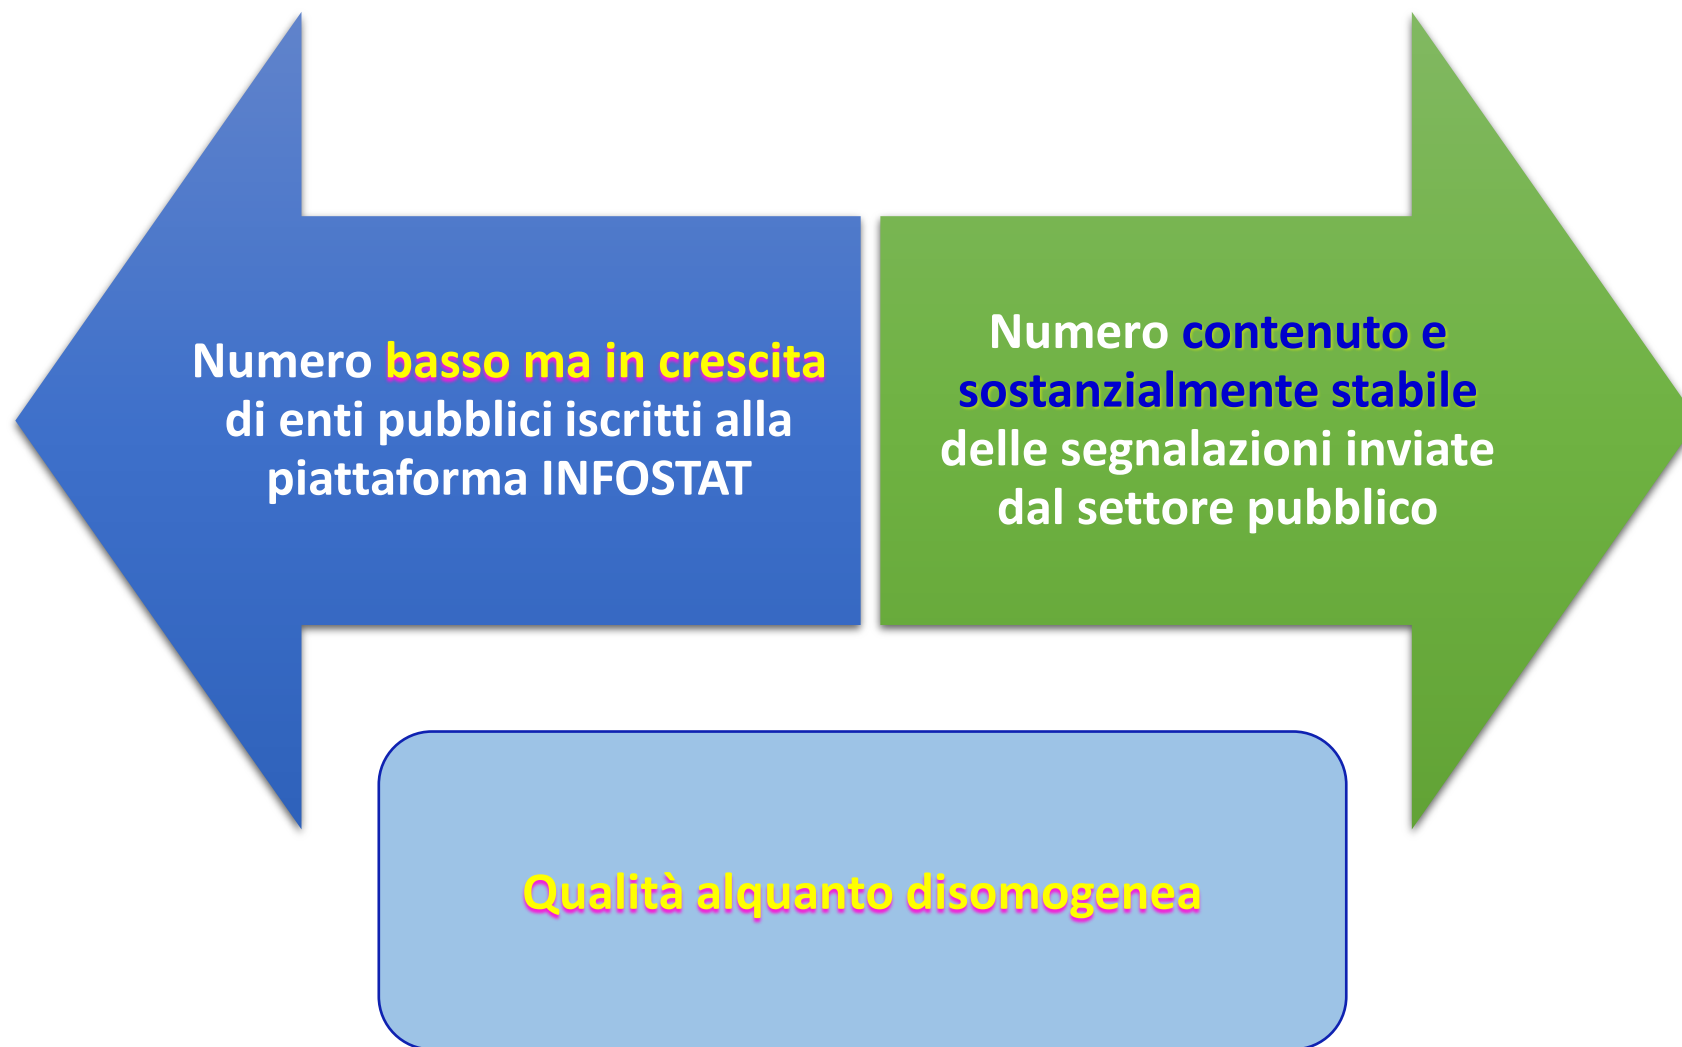 Numero basso ma in crescita
di enti pubblici iscritti alla
piattaforma INFOSTAT
Numero contenuto e
sostanzialmente stabile
delle segnalazioni inviate
dal settore pubblico
Qualità alquanto disomogenea